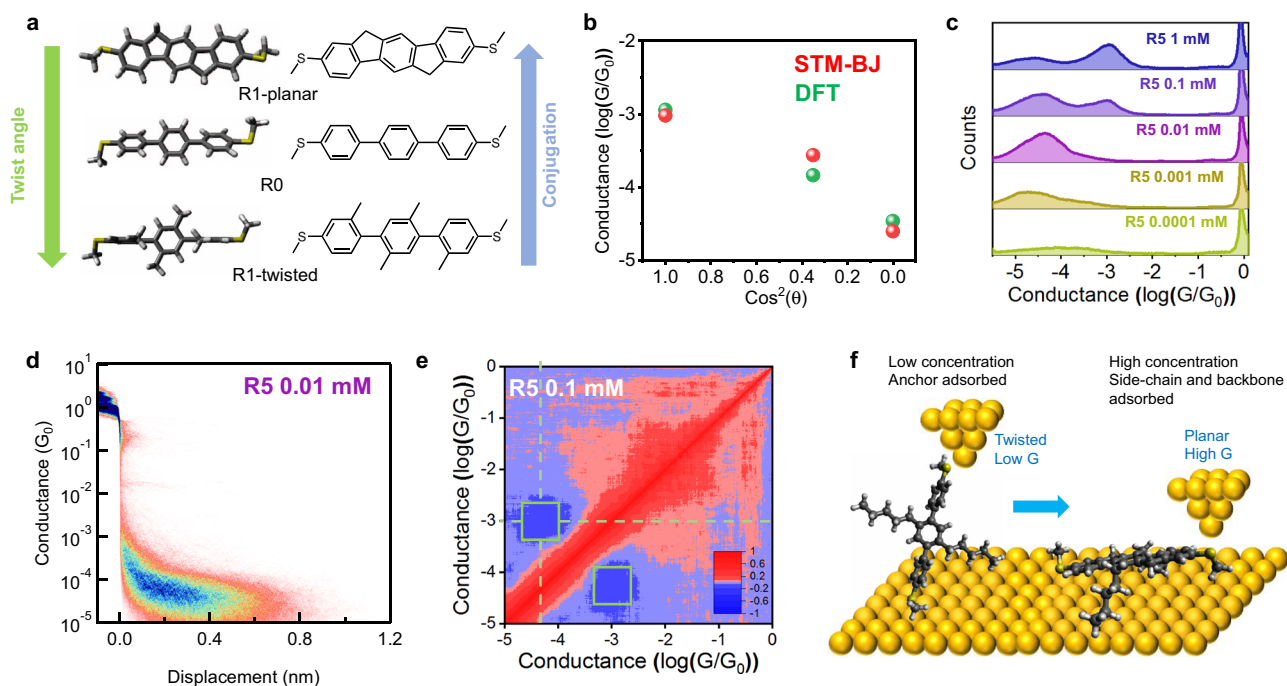 a
Twist angle
R1-planar
R0
R1-twisted
S
S
S
S
S
S
Conjugation
b
Conductance (log(G/G₀))
-2
-3
-4
-5
STM-BJ
DFT
1.0 0.8 0.6 0.4 0.2 0.0
Cos²(θ)
c
Counts
R5 1 mM
R5 0.1 mM
R5 0.01 mM
R5 0.001 mM
R5 0.0001 mM
-5 -4 -3 -2 -1 0
Conductance (log(G/G₀))
d
Conductance (G₀)
10¹
10⁰
10⁻¹
10⁻²
10⁻³
10⁻⁴
10⁻⁵
R5 0.01 mM
0.0 0.4 0.8 1.2
Displacement (nm)
e
Conductance (log(G/G₀))
0
-1
-2
-3
-4
-5
R5 0.1 mM
1
0.6
0.2
-0.2
-0.6
-1
-5 -4 -3 -2 -1 0
Conductance (log(G/G₀))
f
Low concentration
Anchor adsorbed
High concentration
Side-chain and backbone
adsorbed
Twisted
Low G
Planar
High G